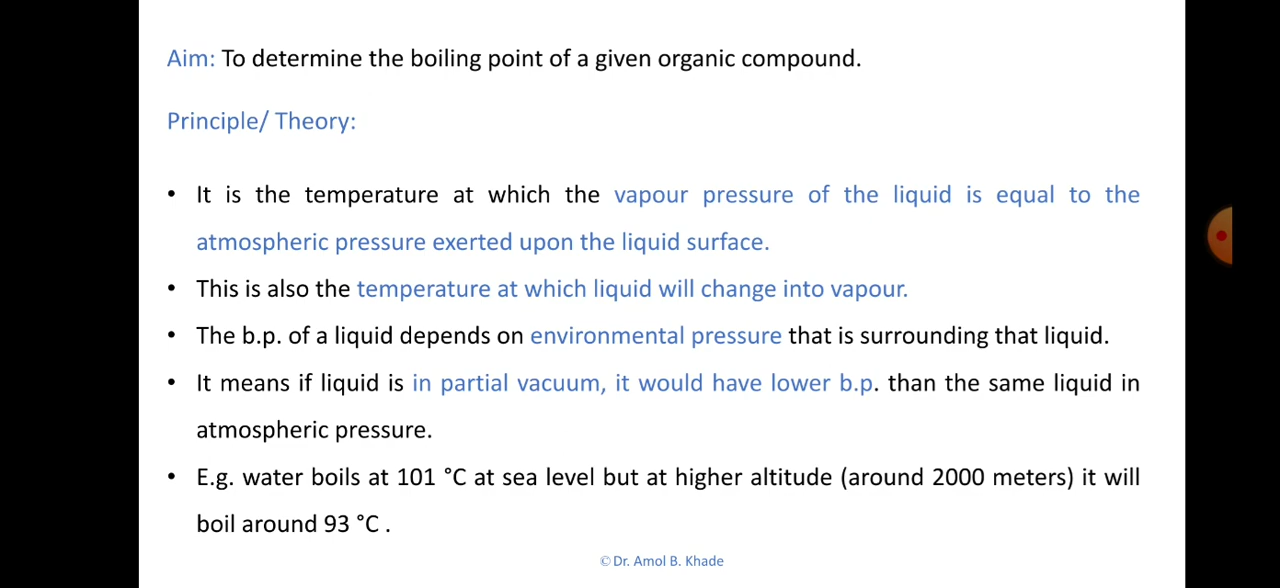 Aim: To determine the boiling point of a given organic compound.
Principle/ Theory:
• It is the temperature at which the vapour pressure of the liquid is equal to the
atmospheric pressure exerted upon the liquid surface.
• This is also the temperature at which liquid will change into vapour.
• The b.p. of a liquid depends on environmental pressure that is surrounding that liquid.
• It means if liquid is in partial vacuum, it would have lower b.p. than the same liquid in
atmospheric pressure.
• E.g. water boils at 101 °C at sea level but at higher altitude (around 2000 meters) it will
boil around 93 °C .
© Dr. Amol B. Khade